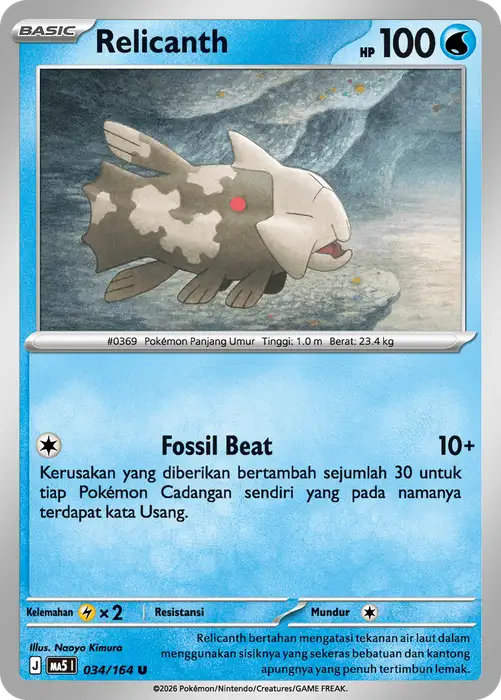 BASIC Relicanth HP 100
#0369 Pokémon Panjang Umur Tinggi: 1.0 m Berat: 23.4 kg
Fossil Beat 10+
Kerusakan yang diberikan bertambah sejumlah 30 untuk
tiap Pokémon Cadangan sendiri yang pada namanya
terdapat kata Usang.
Kelemahan ×2 Resistansi Mundur
Illus. Naoyo Kimura
Relicanth bertahan mengatasi tekanan air laut dalam
menggunakan sisiknya yang sekeras bebatuan dan kantong
apungnya yang penuh tertimbun lemak.
J MA5 I 034/164 U
©2026 Pokémon/Nintendo/Creatures/GAME FREAK.